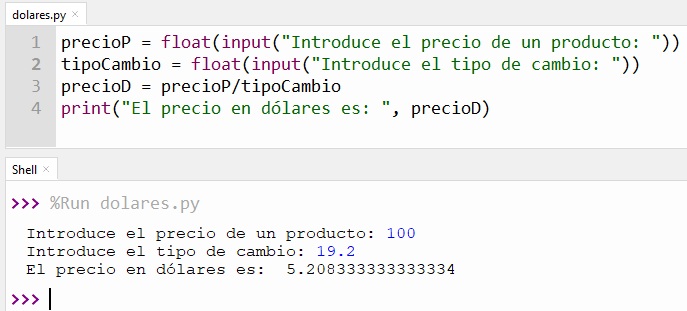 dolares.py ×
1 precioP = float(input("Introduce el precio de un producto: "))
2 tipoCambio = float(input("Introduce el tipo de cambio: "))
3 precioD = precioP/tipoCambio
4 print("El precio en dólares es: ", precioD)
Shell ×
>>> %Run dolares.py
Introduce el precio de un producto: 100
Introduce el tipo de cambio: 19.2
El precio en dólares es:  5.208333333333334
>>>